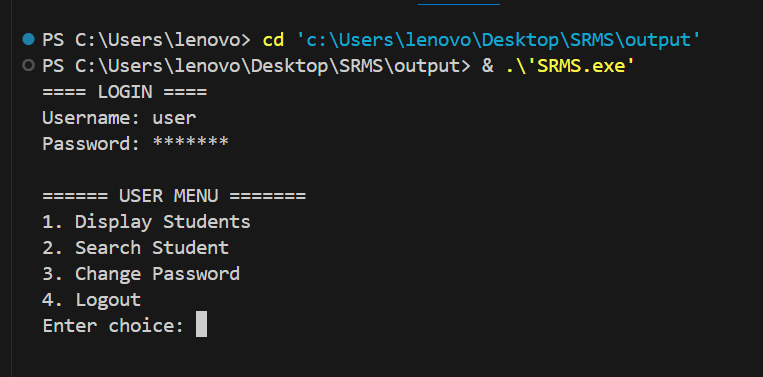 PS C:\Users\lenovo> cd 'c:\Users\lenovo\Desktop\SRMS\output'
PS C:\Users\lenovo\Desktop\SRMS\output> & .\'SRMS.exe'
==== LOGIN ====
Username: user
Password: *******
====== USER MENU =======
1. Display Students
2. Search Student
3. Change Password
4. Logout
Enter choice: